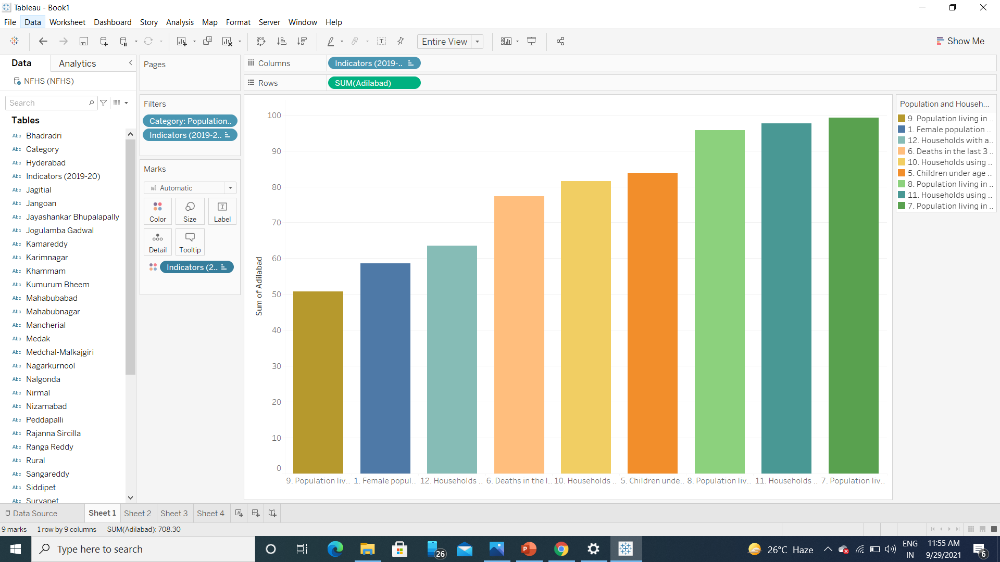 Tableau - Book1
File Data Worksheet Dashboard Story Analysis Map Format Server Window Help
Entire View
Show Me
Data Analytics
NFHS (NFHS)
Search
Tables
Abc Bhadradri
Abc Category
Abc Hyderabad
Abc Indicators (2019-20)
Abc Jagitial
Abc Jangoan
Abc Jayashankar Bhupalapally
Abc Jogulamba Gadwal
Abc Kamareddy
Abc Karimnagar
Abc Khammam
Abc Kumurum Bheem
Abc Mahabubabad
Abc Mahabubnagar
Abc Mancherial
Abc Medak
Abc Medchal-Malkajgiri
Abc Nagarkurnool
Abc Nalgonda
Abc Nirmal
Abc Nizamabad
Abc Peddapalli
Abc Rajanna Sircilla
Abc Ranga Reddy
Abc Rural
Abc Sangareddy
Abc Siddipet
Abc Suryapet
Pages
Filters
Category: Population..
Indicators (2019-2..
Marks
Automatic
Color Size Label
Detail Tooltip
Indicators (2..
Columns Indicators (2019-..
Rows SUM(Adilabad)
Sum of Adilabad
100
90
80
70
60
50
40
30
20
10
0
9. Population liv.. 1. Female popul.. 12. Households .. 6. Deaths in the l.. 10. Households .. 5. Children unde.. 8. Population liv.. 11. Households .. 7. Population liv..
Population and Househ...
9. Population living in ..
1. Female population ..
12. Households with a..
6. Deaths in the last 3 ..
10. Households using ..
5. Children under age ..
8. Population living in ..
11. Households using ..
7. Population living in ..
Data Source Sheet 1 Sheet 2 Sheet 3 Sheet 4
9 marks 1 row by 9 columns SUM(Adilabad): 708.30
Type here to search
26
26°C Haze
ENG
IN
11:55 AM
9/29/2021
6